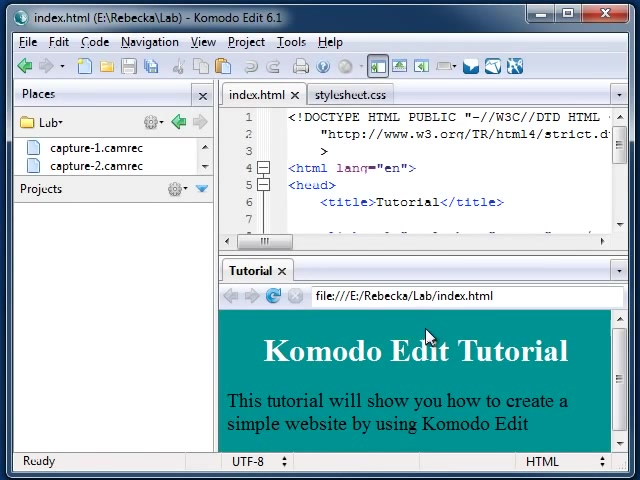 index.html (E:\Rebecka\Lab) - Komodo Edit 6.1
File Edit Code Navigation View Project Tools Help
Places
Lab
capture-1.camrec
capture-2.camrec
Projects
index.html stylesheet.css
1 <!DOCTYPE HTML PUBLIC "-//W3C//DTD HTML
2 "http://www.w3.org/TR/html4/strict.d
3 >
4 <html lang="en">
5 <head>
6 <title>Tutorial</title>
7
Tutorial
file:///E:/Rebecka/Lab/index.html
Komodo Edit Tutorial
This tutorial will show you how to create a
simple website by using Komodo Edit
Ready UTF-8 HTML